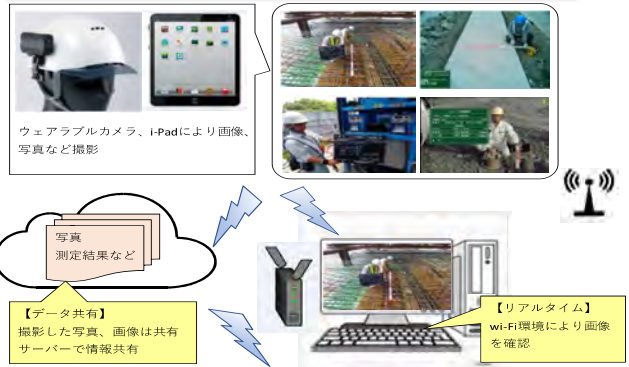 ウェアラブルカメラ、i-Padにより画像、
写真など撮影
写真
測定結果など
【データ共有】
撮影した写真、画像は共有
サーバーで情報共有
【リアルタイム】
wi-Fi環境により画像
を確認